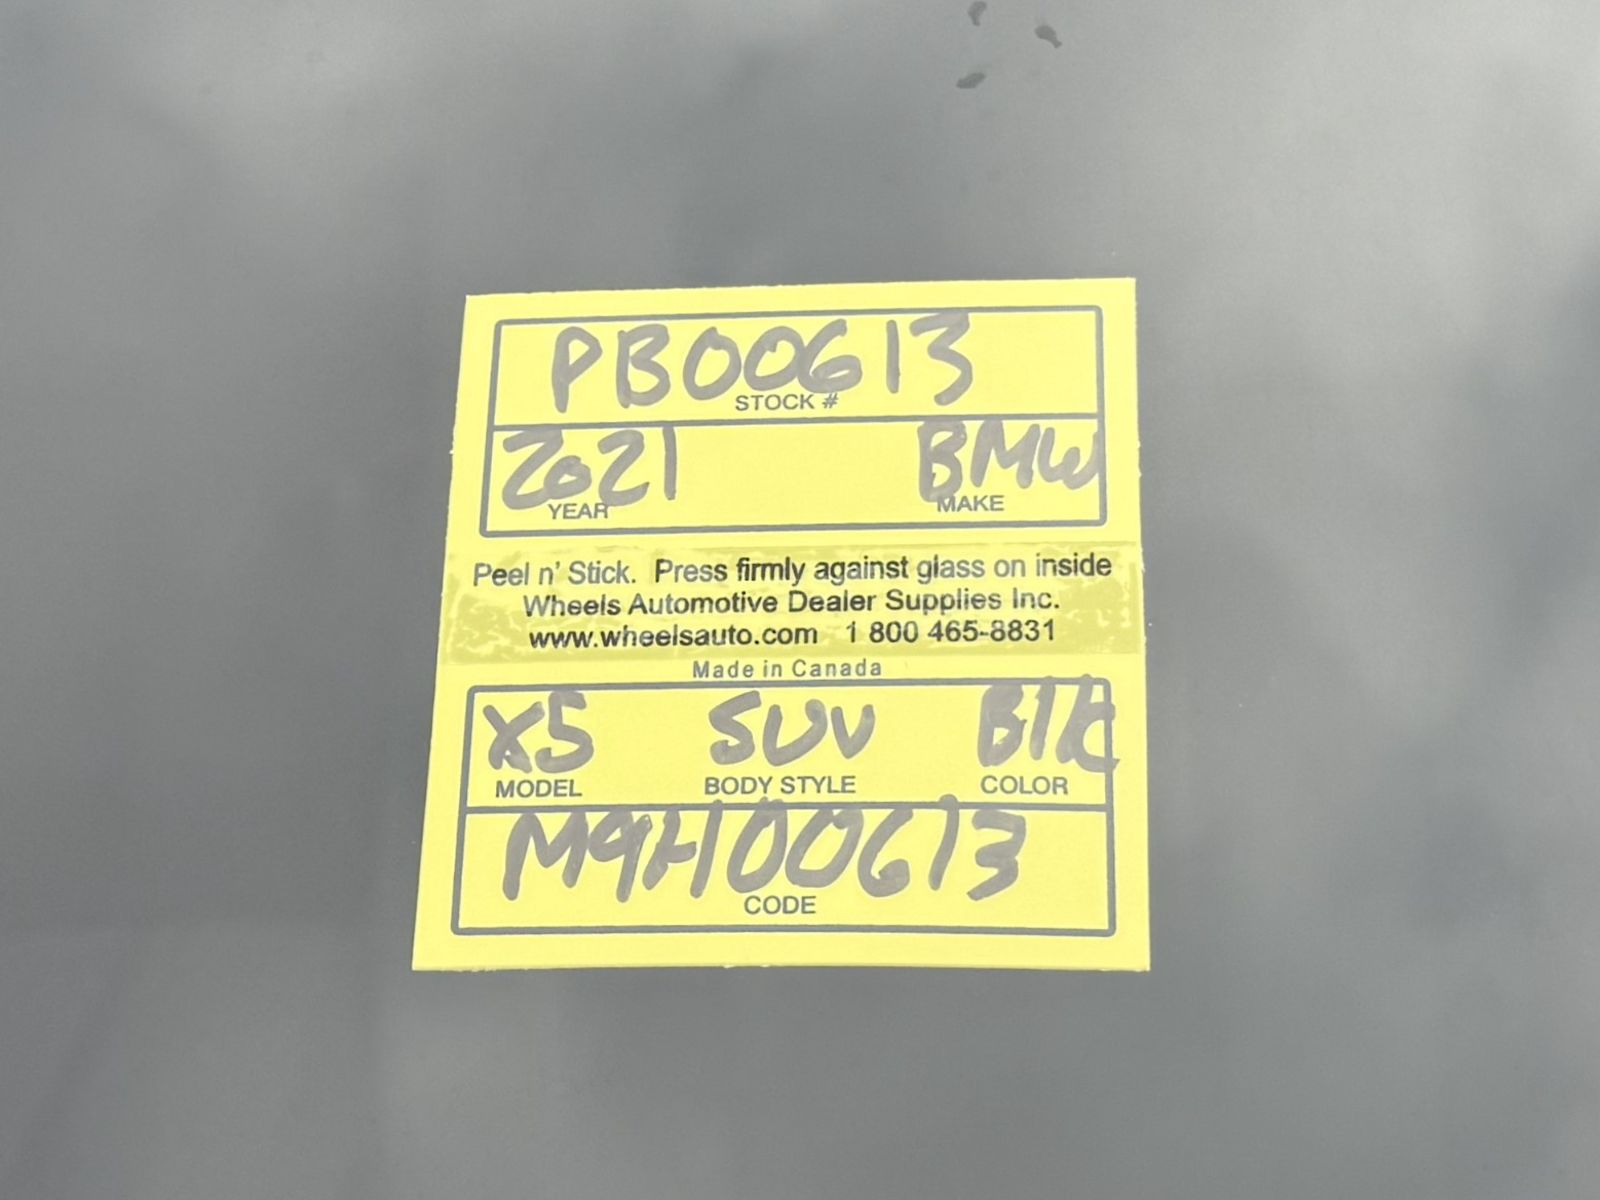 PB00613
STOCK #
2021 BMW
YEAR MAKE
Peel n' Stick. Press firmly against glass on inside
Wheels Automotive Dealer Supplies Inc.
www.wheelsauto.com 1 800 465-8831
Made in Canada
X5 SUV Blk
MODEL BODY STYLE COLOR
M9H00613
CODE